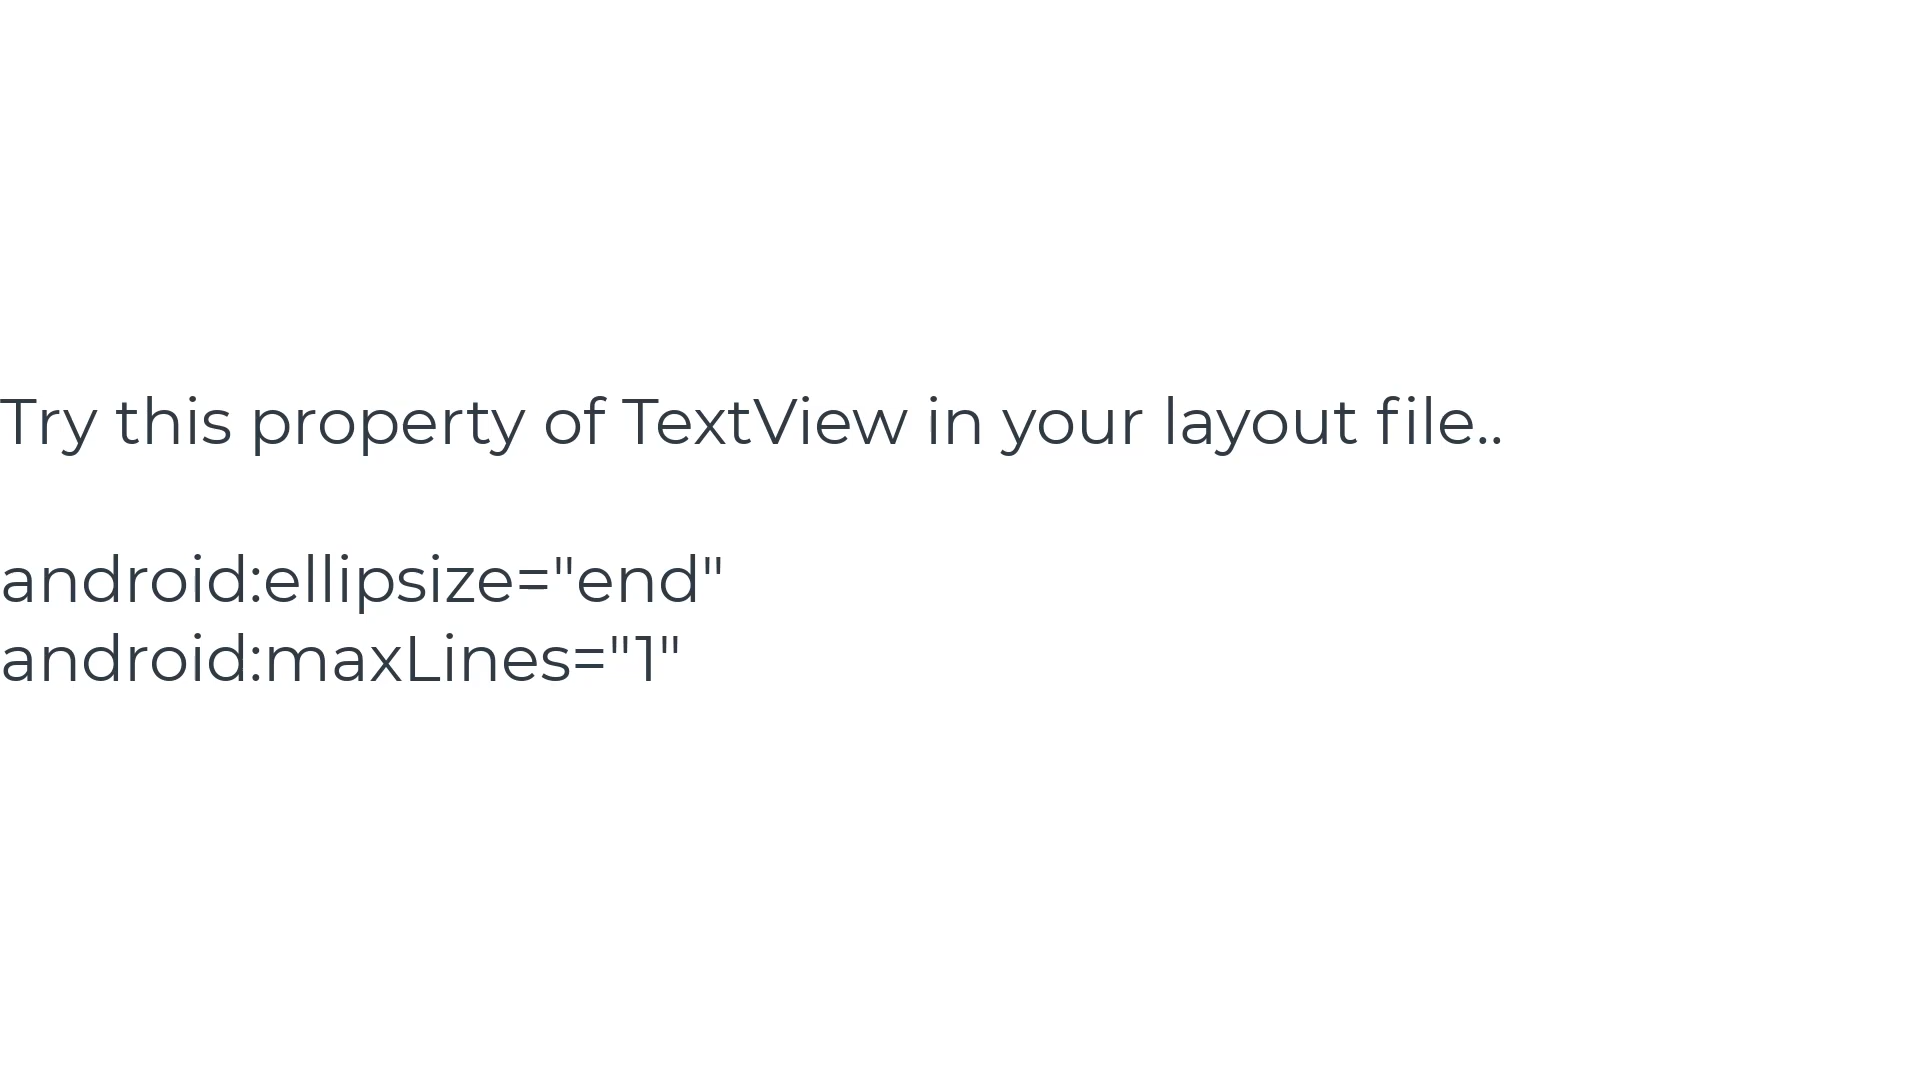 Try this property of TextView in your layout file..
android:ellipsize="end"
android:maxLines="1"